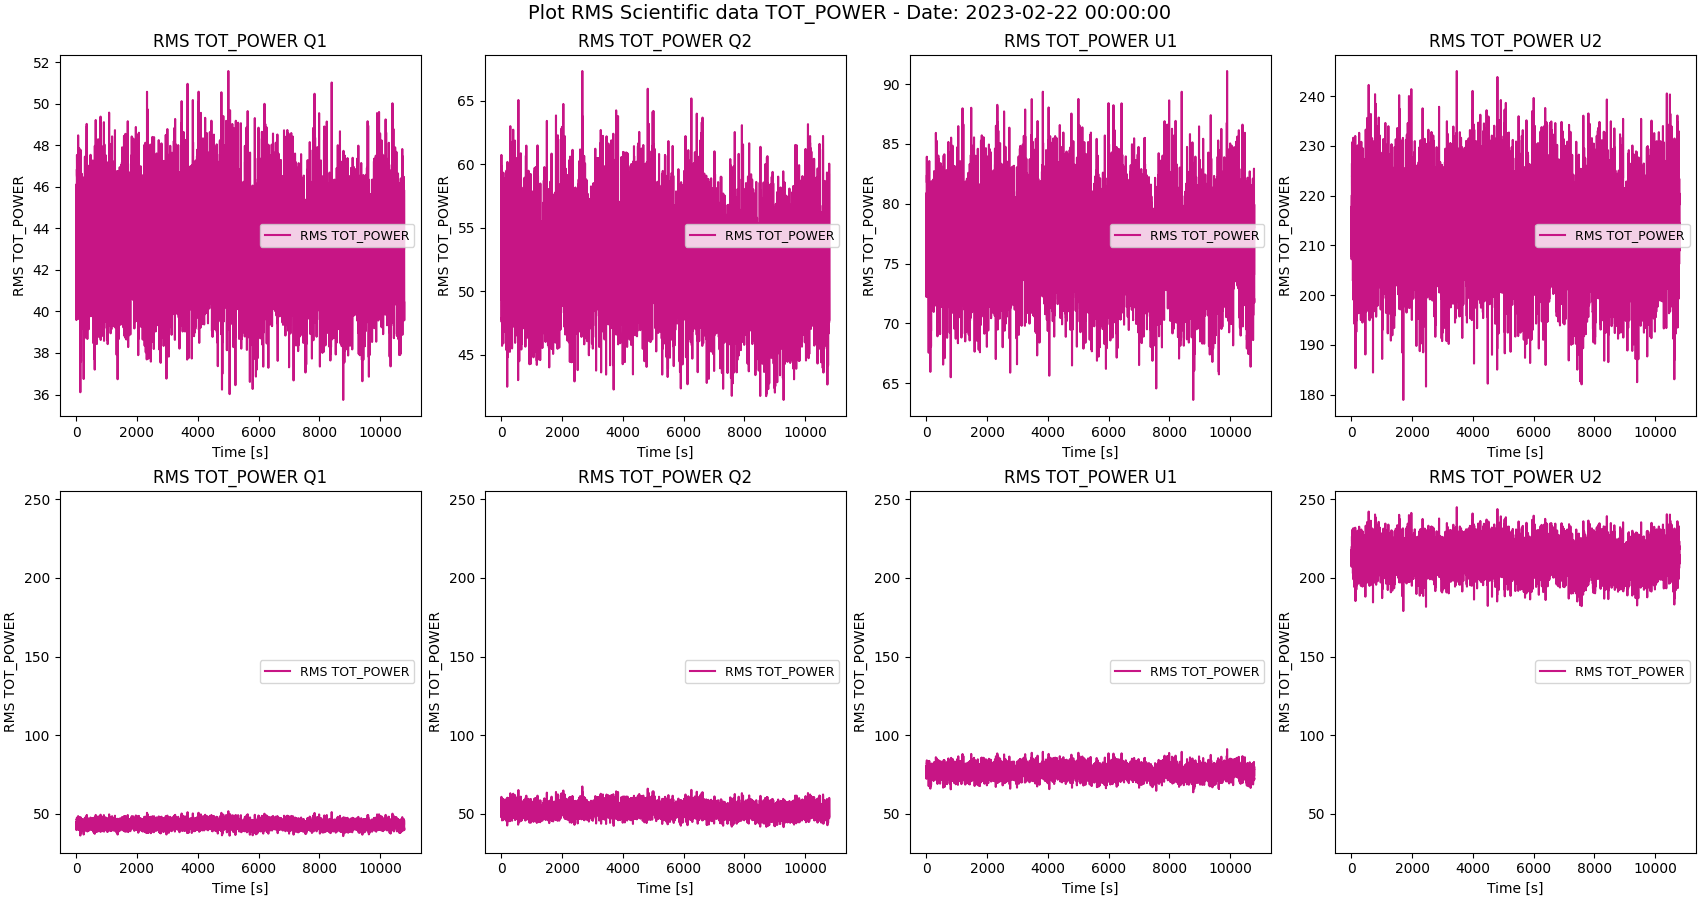 Plot RMS Scientific data TOT_POWER - Date: 2023-02-22 00:00:00
RMS TOT_POWER Q1
RMS TOT_POWER
52
50
48
46
44
42
40
38
36
RMS TOT_POWER
0 2000 4000 6000 8000 10000
Time [s]
RMS TOT_POWER Q2
RMS TOT_POWER
65
60
55
50
45
RMS TOT_POWER
0 2000 4000 6000 8000 10000
Time [s]
RMS TOT_POWER U1
RMS TOT_POWER
90
85
80
75
70
65
RMS TOT_POWER
0 2000 4000 6000 8000 10000
Time [s]
RMS TOT_POWER U2
RMS TOT_POWER
240
230
220
210
200
190
180
RMS TOT_POWER
0 2000 4000 6000 8000 10000
Time [s]
RMS TOT_POWER Q1
RMS TOT_POWER
250
200
150
100
50
RMS TOT_POWER
0 2000 4000 6000 8000 10000
Time [s]
RMS TOT_POWER Q2
RMS TOT_POWER
250
200
150
100
50
RMS TOT_POWER
0 2000 4000 6000 8000 10000
Time [s]
RMS TOT_POWER U1
RMS TOT_POWER
250
200
150
100
50
RMS TOT_POWER
0 2000 4000 6000 8000 10000
Time [s]
RMS TOT_POWER U2
RMS TOT_POWER
250
200
150
100
50
RMS TOT_POWER
0 2000 4000 6000 8000 10000
Time [s]